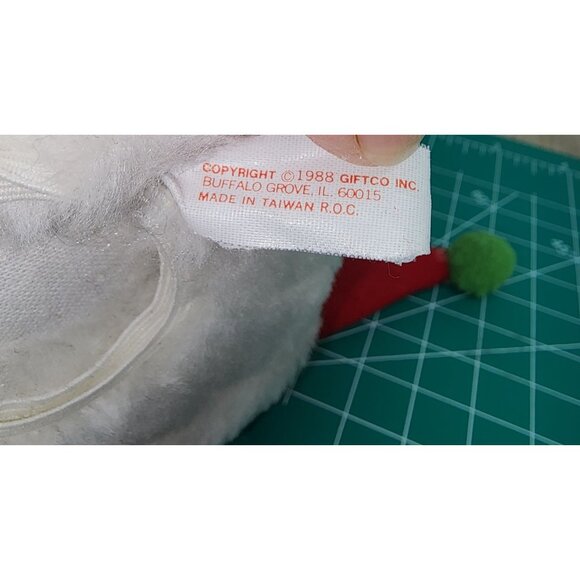 COPYRIGHT ©1988 GIFTCO INC.
BUFFALO GROVE, IL. 60015
MADE IN TAIWAN R.O.C.